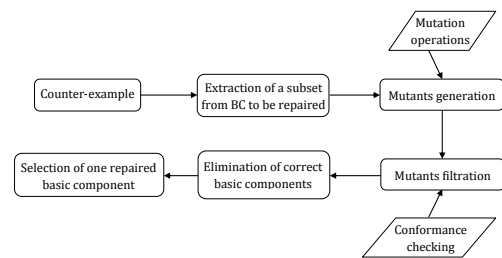 Mutation
operations
Counter-example
Extraction of a subset
from BC to be repaired
Mutants generation
Selection of one repaired
basic component
Elimination of correct
basic components
Mutants filtration
Conformance
checking